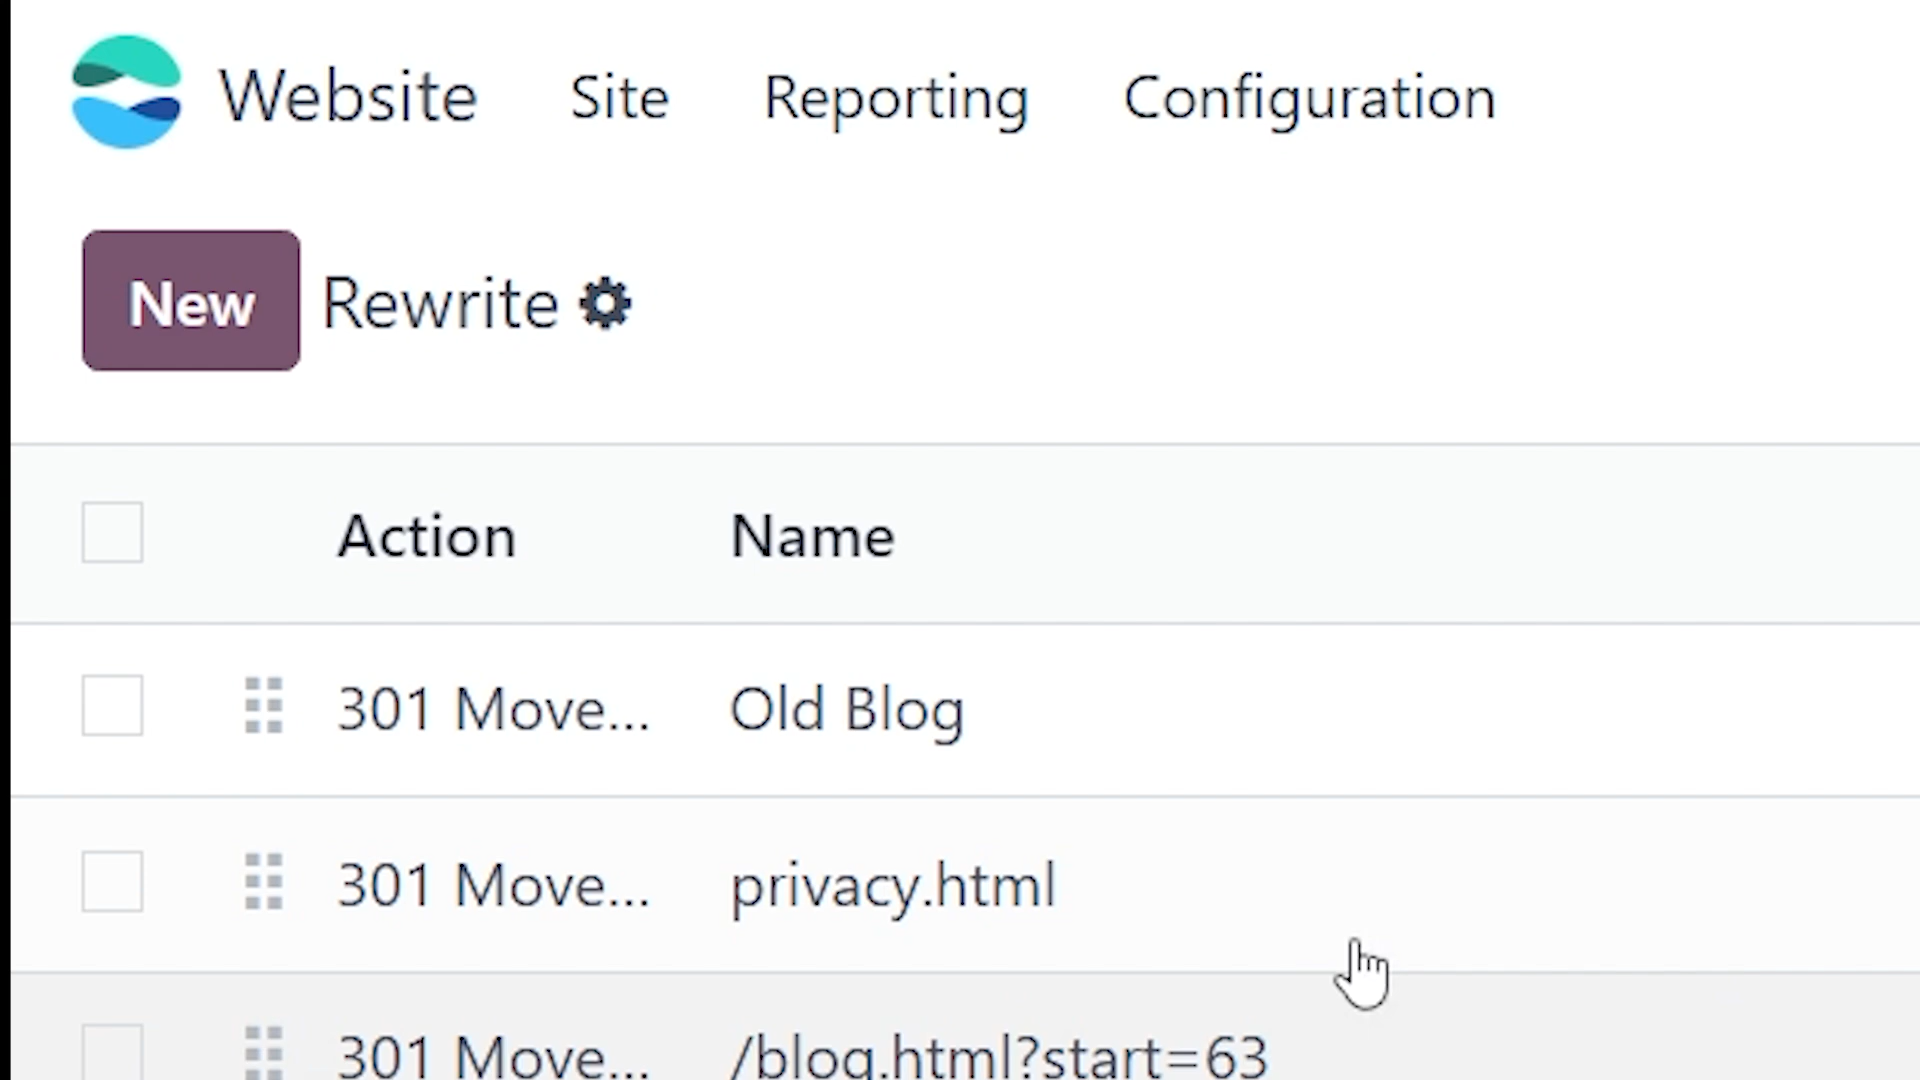 Website Site Reporting Configuration
New Rewrite
Action Name
301 Move... Old Blog
301 Move... privacy.html
301 Move... /blog.html?start=63